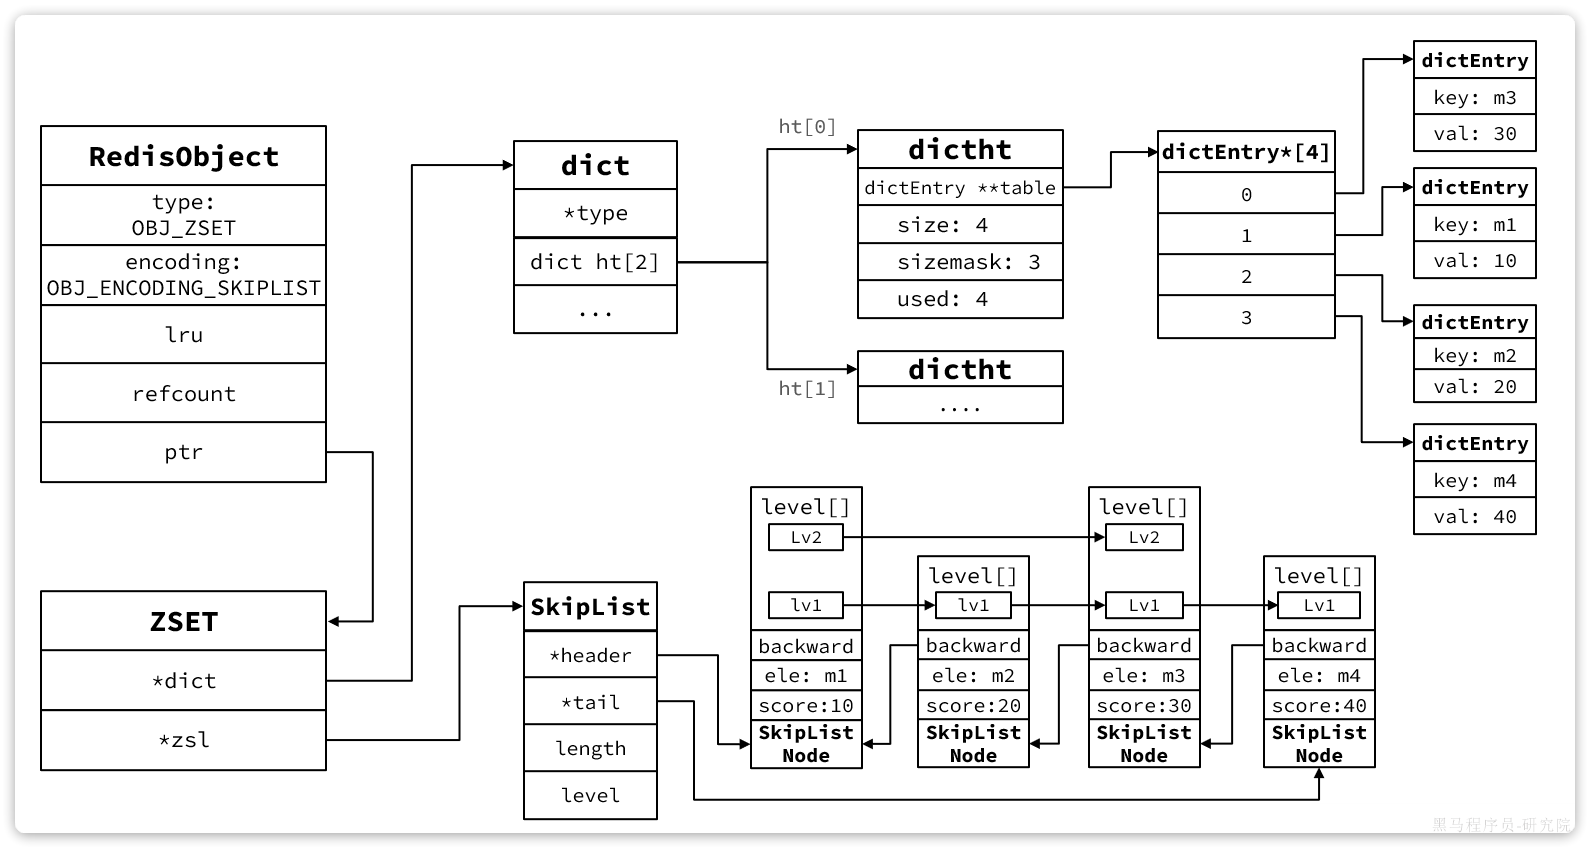 RedisObject
type:
OBJ_ZSET
encoding:
OBJ_ENCODING_SKIPLIST
lru
refcount
ptr
ZSET
*dict
*zsl
dict
*type
dict ht[2]
...
ht[0]
dictht
dictEntry **table
size: 4
sizemask: 3
used: 4
ht[1]
dictht
....
dictEntry*[4]
0
1
2
3
dictEntry
key: m3
val: 30
dictEntry
key: m1
val: 10
dictEntry
key: m2
val: 20
dictEntry
key: m4
val: 40
SkipList
*header
*tail
length
level
level[]
Lv2
lv1
backward
ele: m1
score:10
SkipList
Node
level[]
lv1
backward
ele: m2
score:20
SkipList
Node
level[]
Lv2
Lv1
backward
ele: m3
score:30
SkipList
Node
level[]
Lv1
backward
ele: m4
score:40
SkipList
Node
黑马程序员-研究院